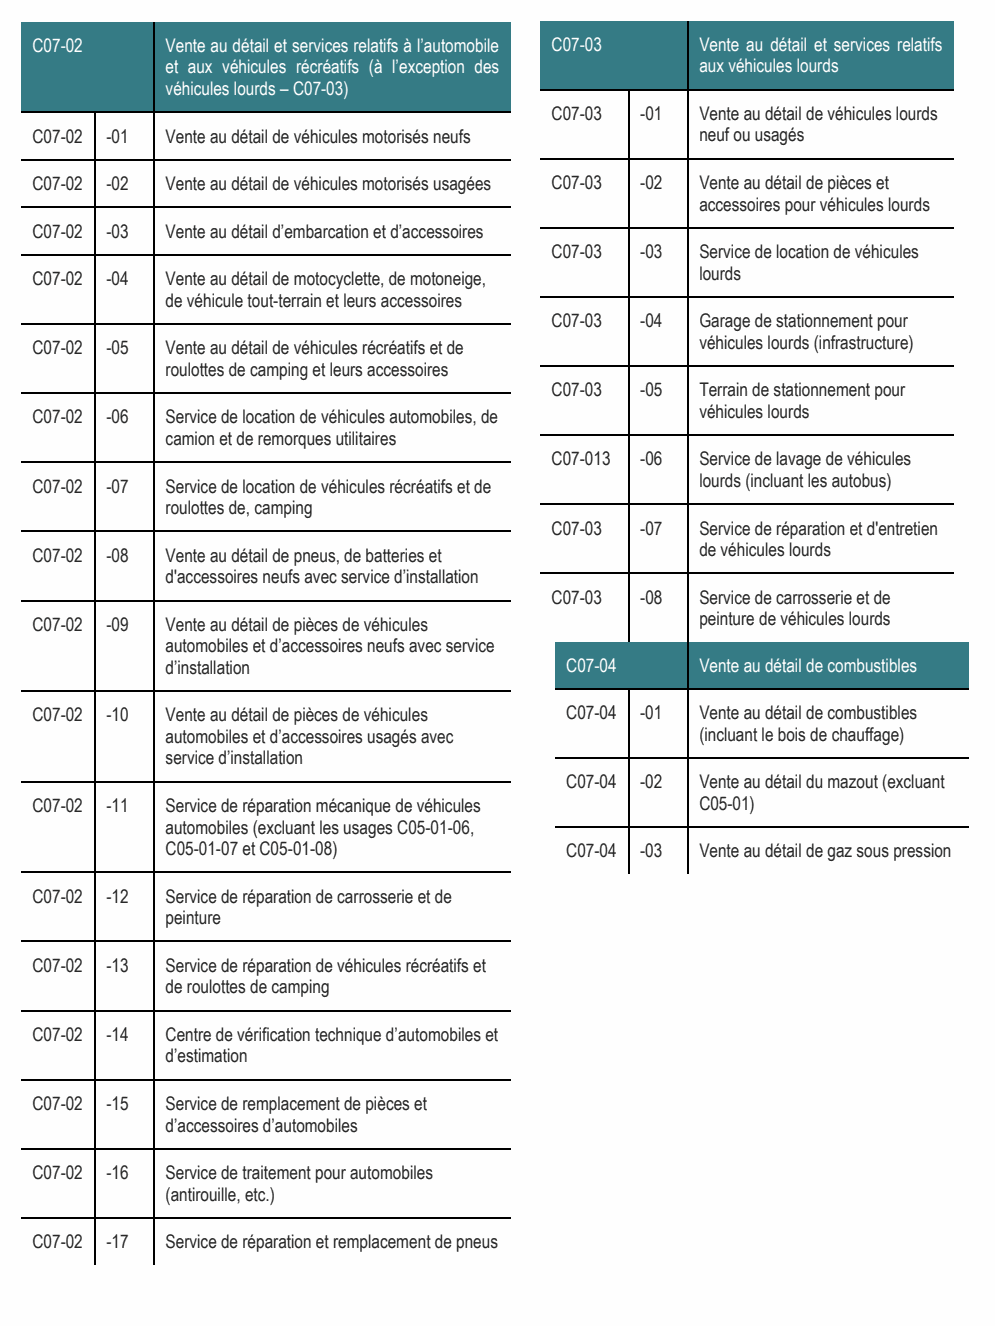 C07-02 Vente au détail et services relatifs à l’automobile
et aux véhicules récréatifs (à l’exception des
véhicules lourds – C07-03)
C07-02 -01 Vente au détail de véhicules motorisés neufs
C07-02 -02 Vente au détail de véhicules motorisés usagées
C07-02 -03 Vente au détail d’embarcation et d’accessoires
C07-02 -04 Vente au détail de motocyclette, de motoneige,
de véhicule tout-terrain et leurs accessoires
C07-02 -05 Vente au détail de véhicules récréatifs et de
roulottes de camping et leurs accessoires
C07-02 -06 Service de location de véhicules automobiles, de
camion et de remorques utilitaires
C07-02 -07 Service de location de véhicules récréatifs et de
roulottes de, camping
C07-02 -08 Vente au détail de pneus, de batteries et
d'accessoires neufs avec service d’installation
C07-02 -09 Vente au détail de pièces de véhicules
automobiles et d’accessoires neufs avec service
d’installation
C07-02 -10 Vente au détail de pièces de véhicules
automobiles et d’accessoires usagés avec
service d’installation
C07-02 -11 Service de réparation mécanique de véhicules
automobiles (excluant les usages C05-01-06,
C05-01-07 et C05-01-08)
C07-02 -12 Service de réparation de carrosserie et de
peinture
C07-02 -13 Service de réparation de véhicules récréatifs et
de roulottes de camping
C07-02 -14 Centre de vérification technique d’automobiles et
d’estimation
C07-02 -15 Service de remplacement de pièces et
d’accessoires d’automobiles
C07-02 -16 Service de traitement pour automobiles
(antirouille, etc.)
C07-02 -17 Service de réparation et remplacement de pneus
C07-03 Vente au détail et services relatifs
aux véhicules lourds
C07-03 -01 Vente au détail de véhicules lourds
neuf ou usagés
C07-03 -02 Vente au détail de pièces et
accessoires pour véhicules lourds
C07-03 -03 Service de location de véhicules
lourds
C07-03 -04 Garage de stationnement pour
véhicules lourds (infrastructure)
C07-03 -05 Terrain de stationnement pour
véhicules lourds
C07-013 -06 Service de lavage de véhicules
lourds (incluant les autobus)
C07-03 -07 Service de réparation et d'entretien
de véhicules lourds
C07-03 -08 Service de carrosserie et de
peinture de véhicules lourds
C07-04 Vente au détail de combustibles
C07-04 -01 Vente au détail de combustibles
(incluant le bois de chauffage)
C07-04 -02 Vente au détail du mazout (excluant
C05-01)
C07-04 -03 Vente au détail de gaz sous pression